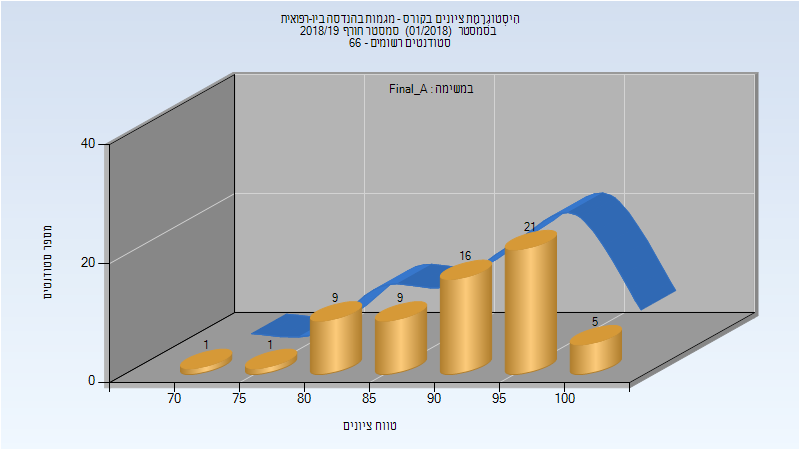 הִיסְטוֹגְרָמַת ציונים בקורס - מגמות בהנדסה ביו-רפואית
בסמסטר (01/2018) סמסטר חורף 2018/19
סטודנטים רשומים - 66
במשימה : Final_A
40
20
0
מספר סטודנטים
1
1
9
9
16
21
5
70
75
80
85
90
95
100
טווח ציונים